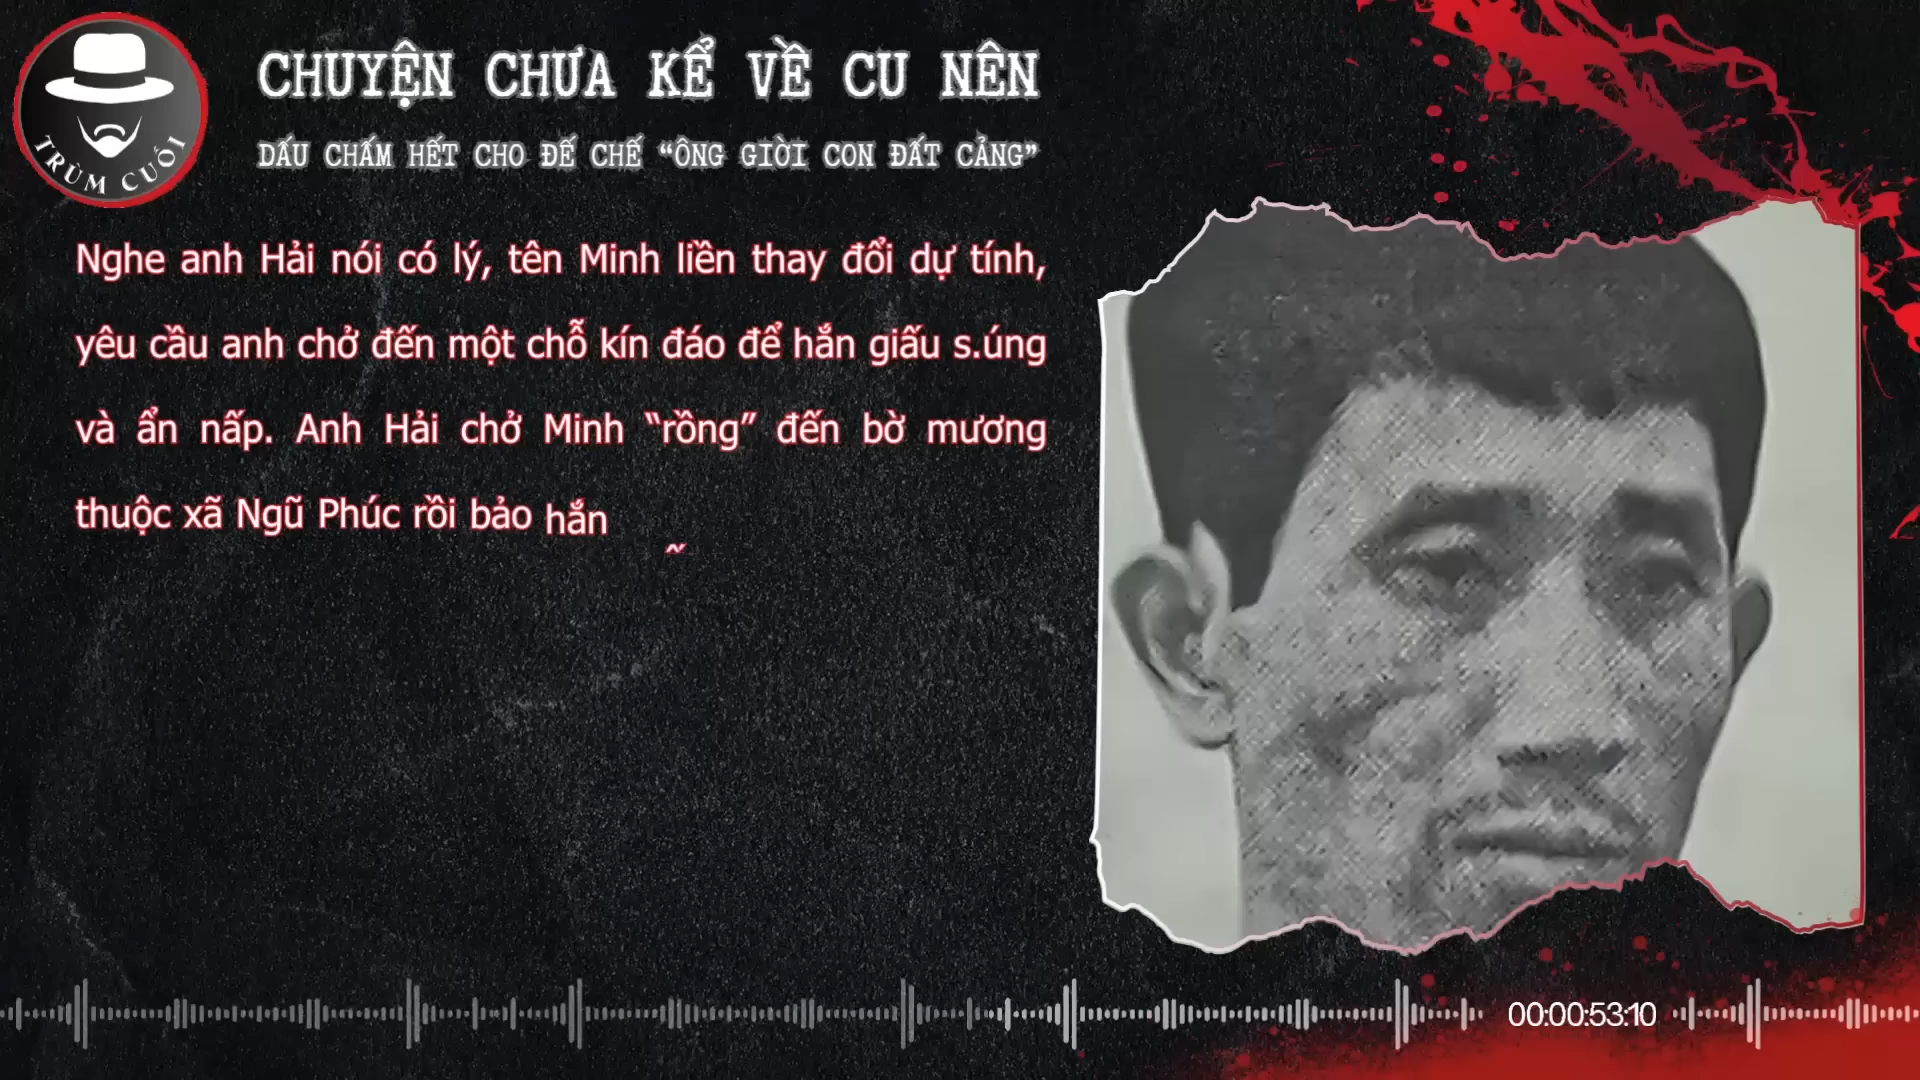 TRÙM CUỐI
CHUYỆN CHƯA KỂ VỀ CU NÊN
DẤU CHẤM HẾT CHO ĐẾ CHẾ “ÔNG GIỜI CON ĐẤT CẢNG”
Nghe anh Hải nói có lý, tên Minh liền thay đổi dự tính,
yêu cầu anh chở đến một chỗ kín đáo để hắn giấu s.úng
và ẩn nấp. Anh Hải chở Minh “rồng” đến bờ mương
thuộc xã Ngũ Phúc rồi bảo hắn
00:00:53:10